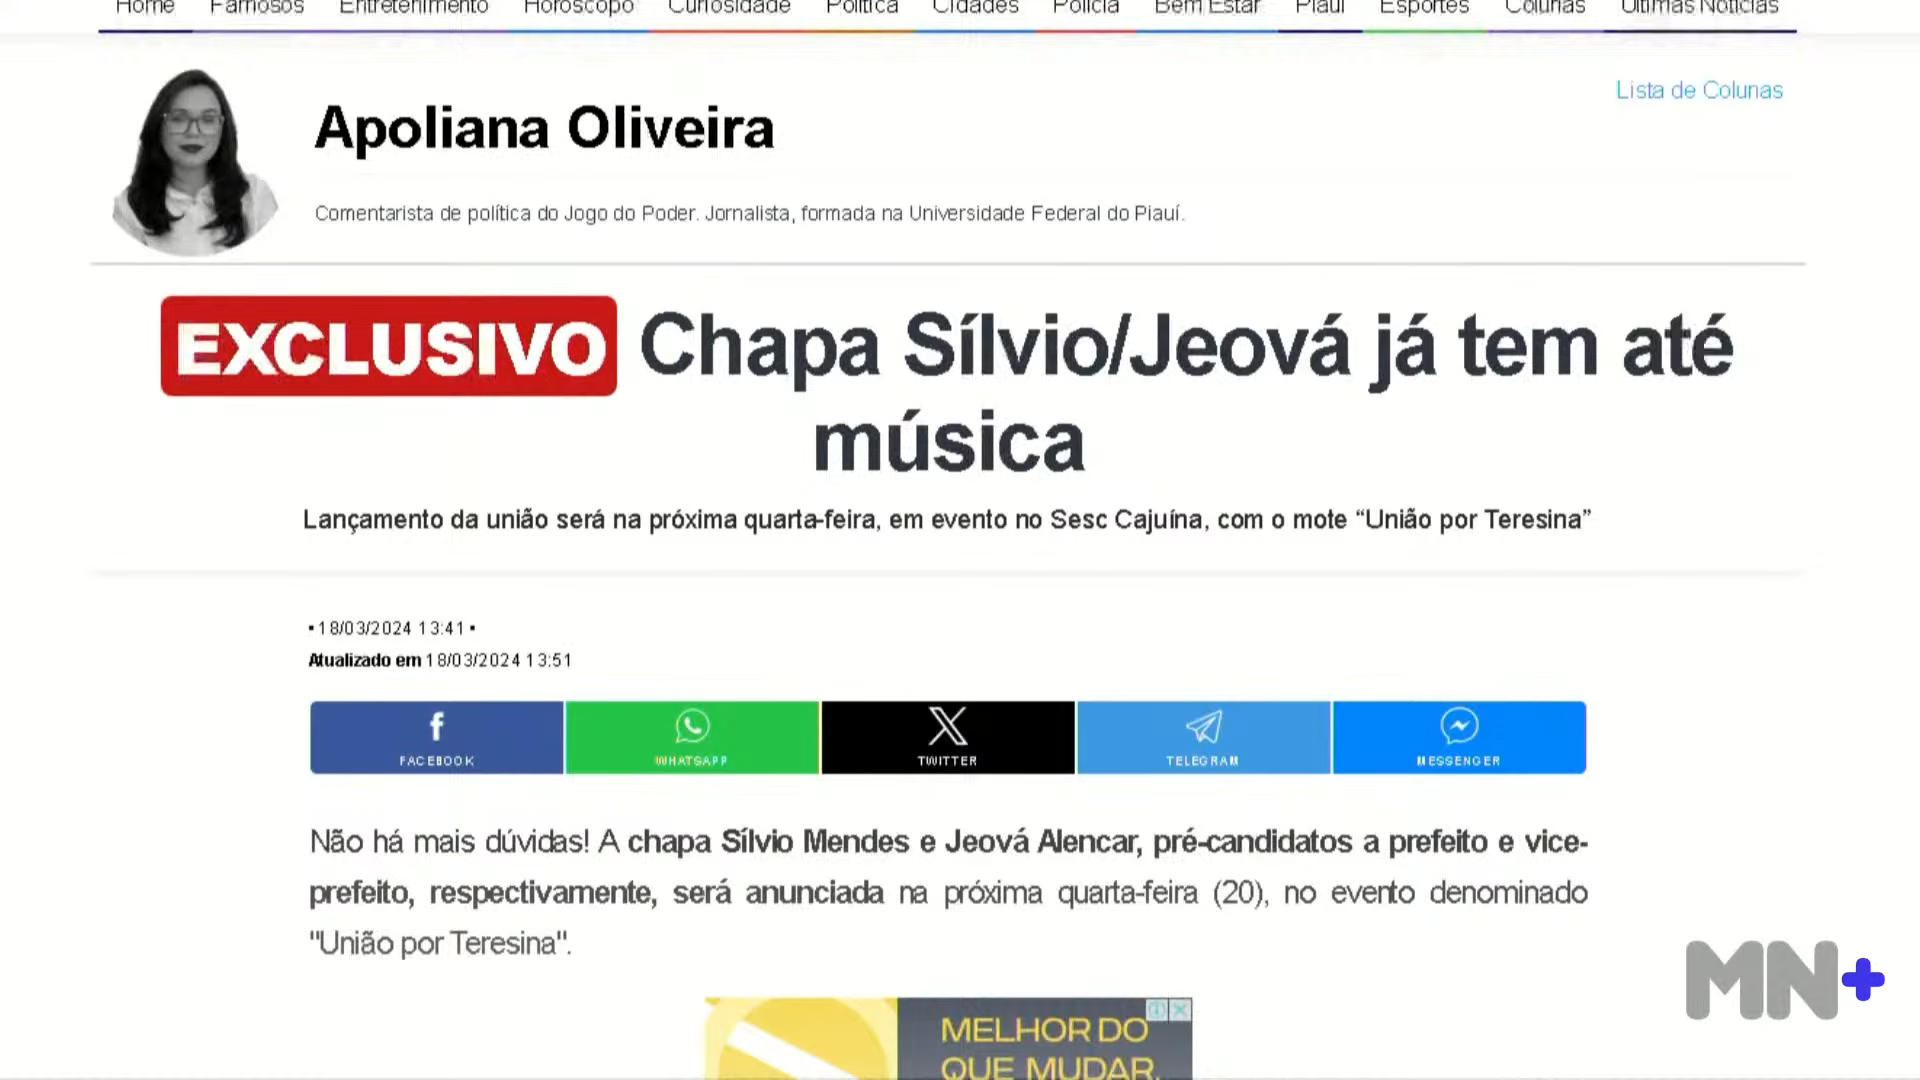 Home Famosos Entretenimento Horóscopo Curiosidade Política Cidades Polícia Bem Estar Piauí Esportes Colunas Últimas Notícias
Lista de Colunas
Apoliana Oliveira
Comentarista de política do Jogo do Poder. Jornalista, formada na Universidade Federal do Piauí.
EXCLUSIVO Chapa Sílvio/Jeová já tem até
música
Lançamento da união será na próxima quarta-feira, em evento no Sesc Cajuína, com o mote “União por Teresina”
▪ 18/03/2024 13:41 ▪
Atualizado em 18/03/2024 13:51
FACEBOOK WHATSAPP TWITTER TELEGRAM MESSENGER
Não há mais dúvidas! A chapa Sílvio Mendes e Jeová Alencar, pré-candidatos a prefeito e vice-
prefeito, respectivamente, será anunciada na próxima quarta-feira (20), no evento denominado
"União por Teresina".
MN+
MELHOR DO
QUE MUDAR,